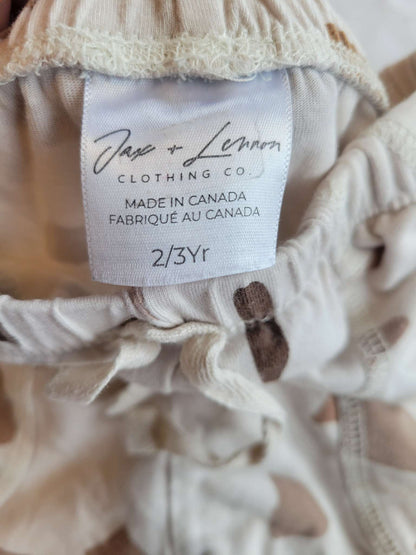 Jax + Lennon
CLOTHING CO.
MADE IN CANADA
FABRIQUÉ AU CANADA
2/3Yr